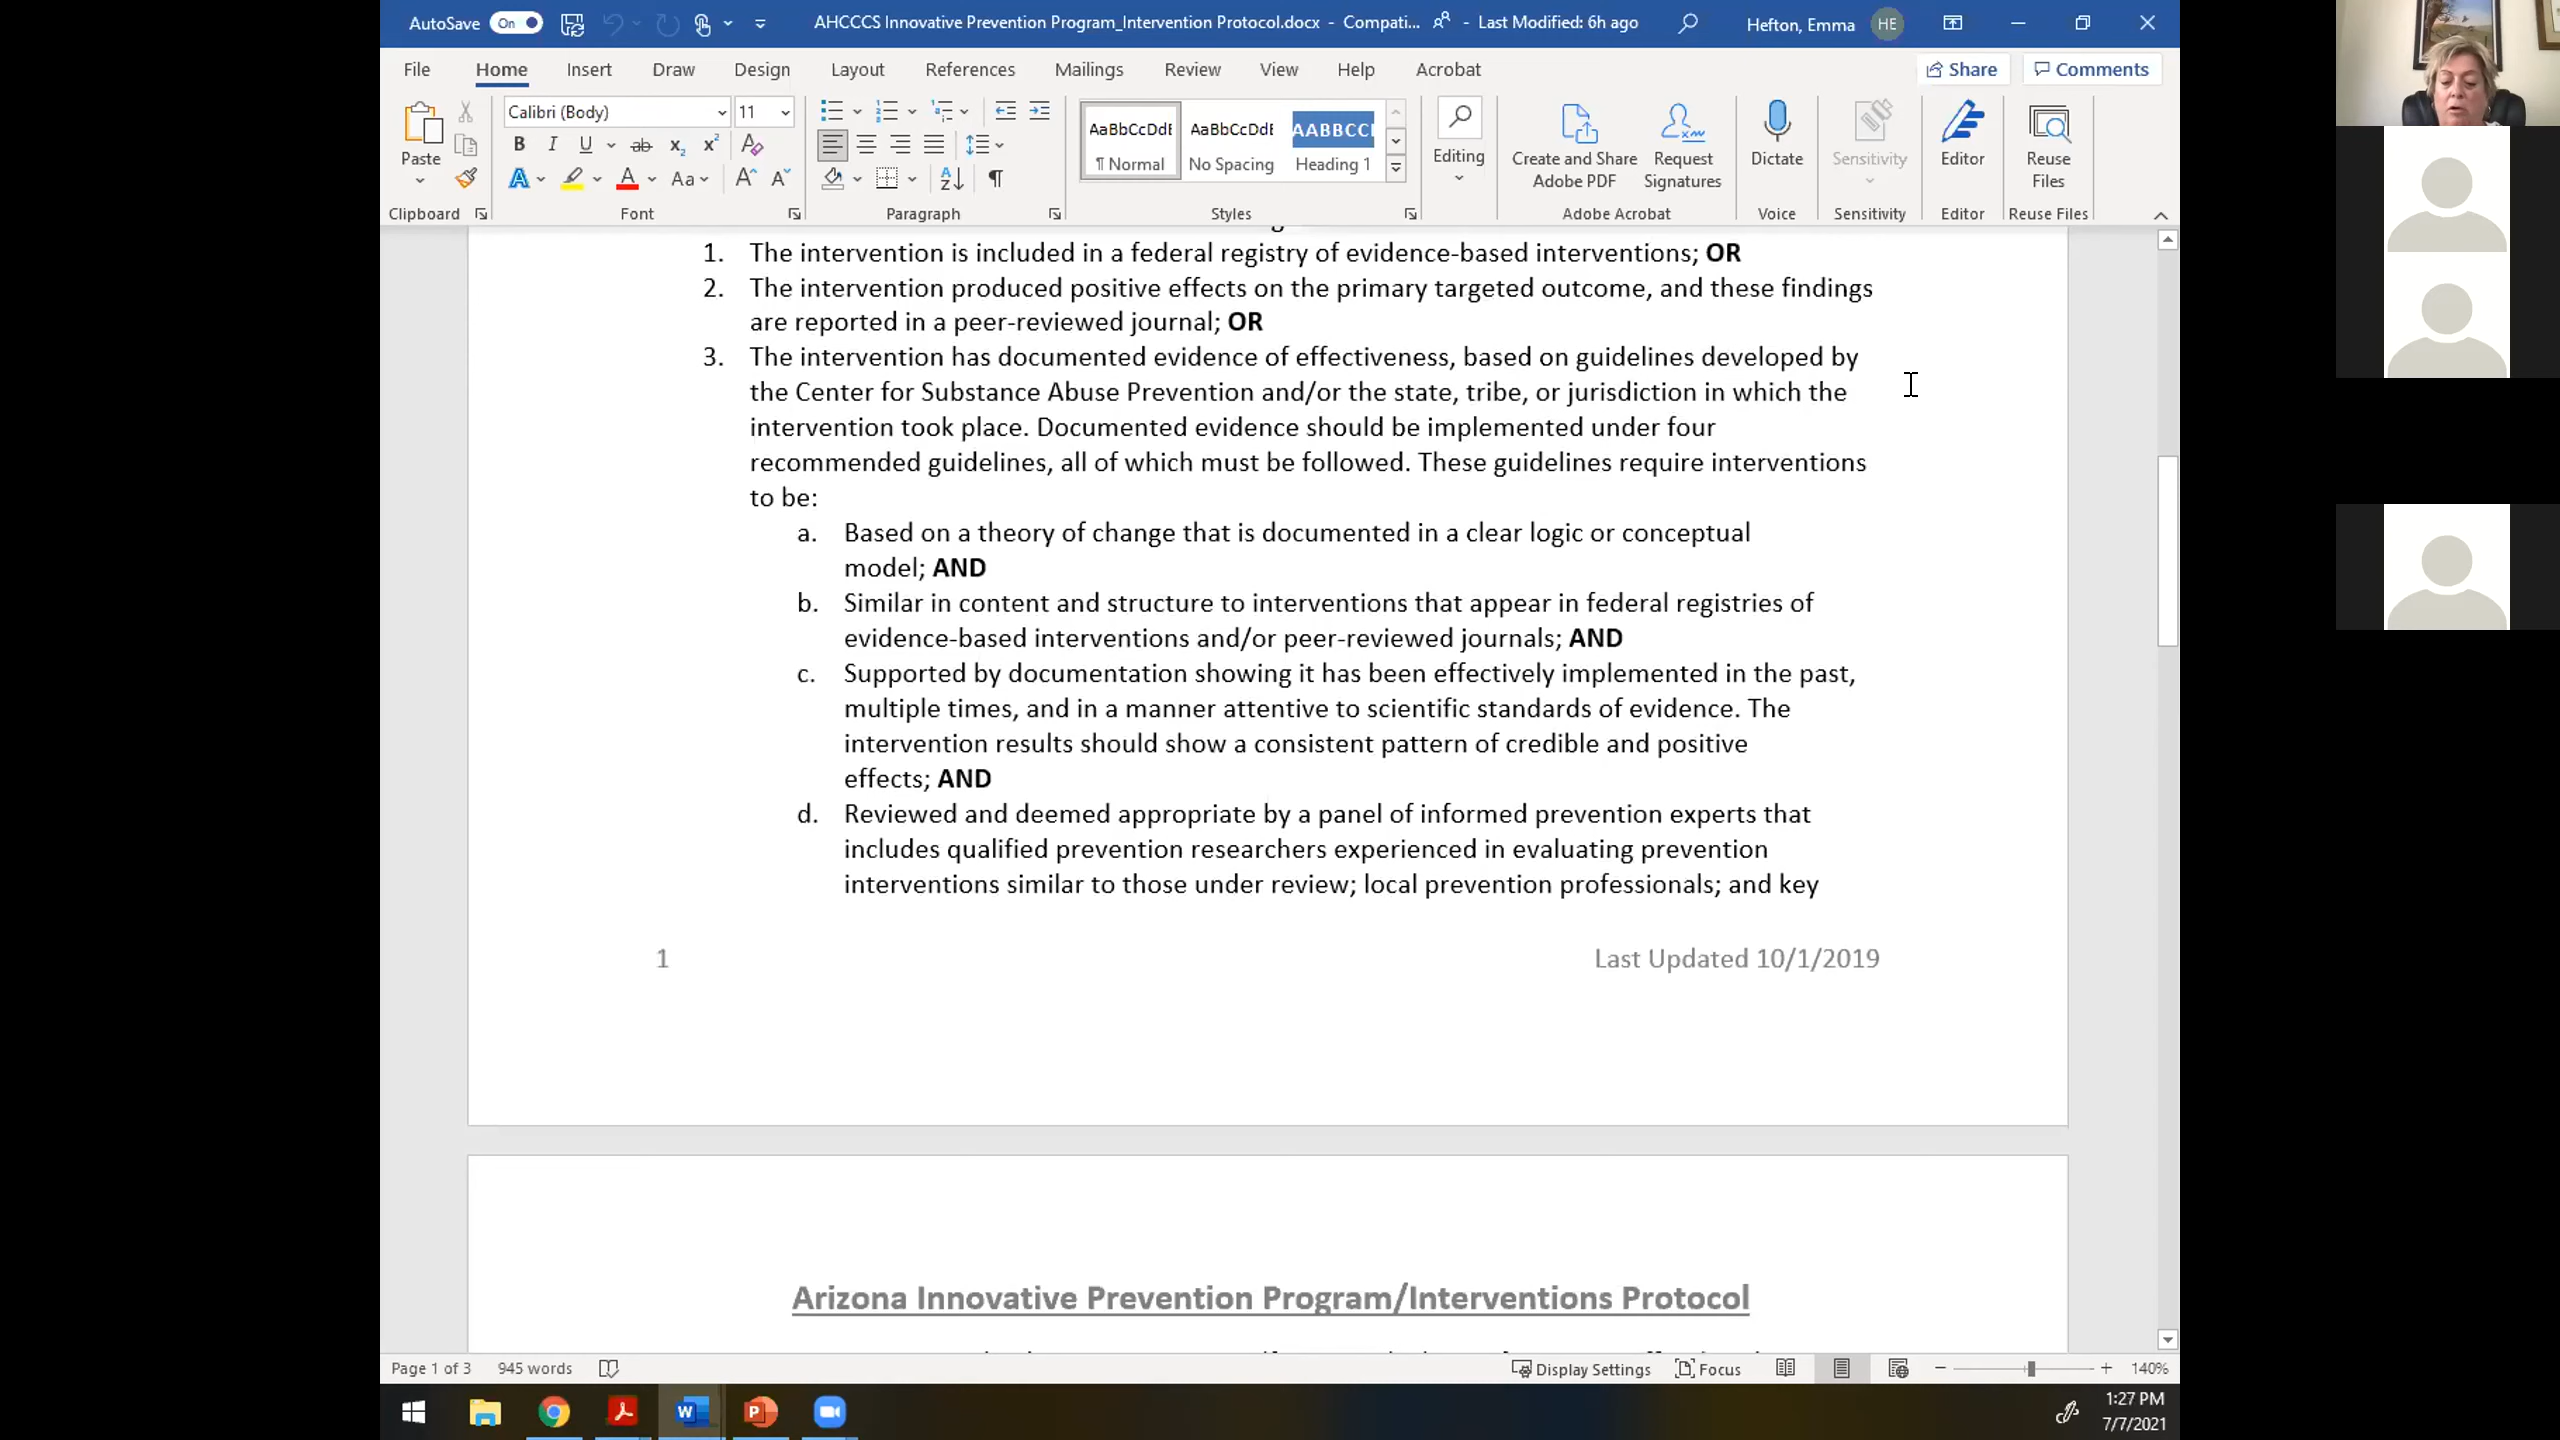 AutoSave On AHCCCS Innovative Prevention Program_Intervention Protocol.docx - Compati... - Last Modified: 6h ago Hefton, Emma HE
File Home Insert Draw Design Layout References Mailings Review View Help Acrobat Share Comments
Paste
Clipboard
Calibri (Body) 11
B I U ab x₂ x²
A A Aa A A
Font
Paragraph
AaBbCcDdE AaBbCcDdE AABBCCI
¶ Normal No Spacing Heading 1
Styles
Editing
Create and Share Adobe PDF
Request Signatures
Adobe Acrobat
Dictate
Voice
Sensitivity
Sensitivity
Editor
Editor
Reuse Files
Reuse Files
1. The intervention is included in a federal registry of evidence-based interventions; OR
2. The intervention produced positive effects on the primary targeted outcome, and these findings
are reported in a peer-reviewed journal; OR
3. The intervention has documented evidence of effectiveness, based on guidelines developed by
the Center for Substance Abuse Prevention and/or the state, tribe, or jurisdiction in which the
intervention took place. Documented evidence should be implemented under four
recommended guidelines, all of which must be followed. These guidelines require interventions
to be:
a. Based on a theory of change that is documented in a clear logic or conceptual
model; AND
b. Similar in content and structure to interventions that appear in federal registries of
evidence-based interventions and/or peer-reviewed journals; AND
c. Supported by documentation showing it has been effectively implemented in the past,
multiple times, and in a manner attentive to scientific standards of evidence. The
intervention results should show a consistent pattern of credible and positive
effects; AND
d. Reviewed and deemed appropriate by a panel of informed prevention experts that
includes qualified prevention researchers experienced in evaluating prevention
interventions similar to those under review; local prevention professionals; and key
1 Last Updated 10/1/2019
Arizona Innovative Prevention Program/Interventions Protocol
Page 1 of 3 945 words Display Settings Focus 140%
1:27 PM
7/7/2021